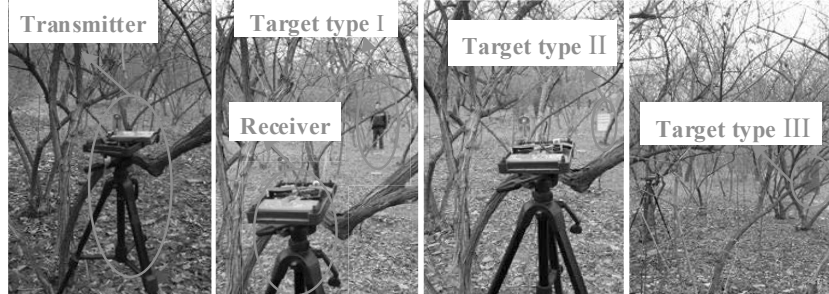 Transmitter
Target type I
Receiver
Target type II
Target type III